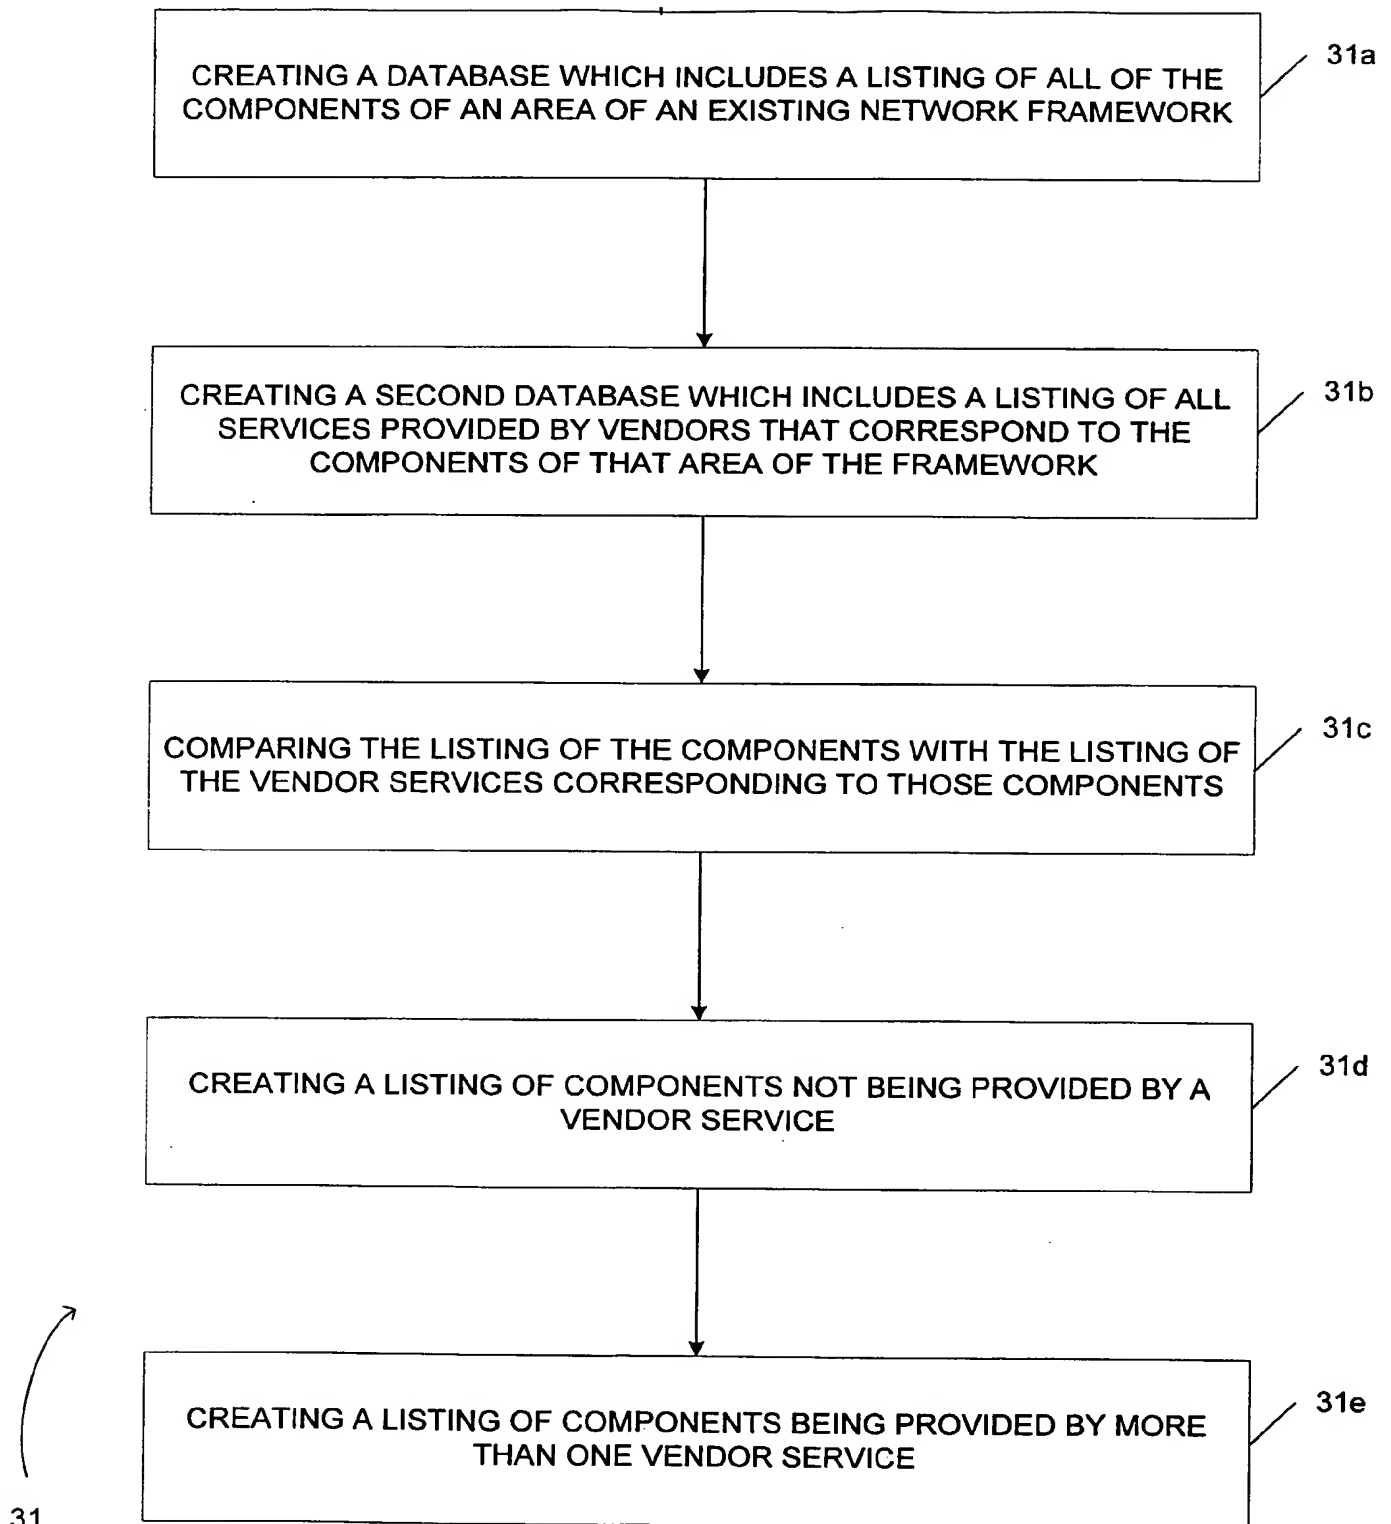 CREATING A DATABASE WHICH INCLUDES A LISTING OF ALL OF THE
COMPONENTS OF AN AREA OF AN EXISTING NETWORK FRAMEWORK
31a
CREATING A SECOND DATABASE WHICH INCLUDES A LISTING OF ALL
SERVICES PROVIDED BY VENDORS THAT CORRESPOND TO THE
COMPONENTS OF THAT AREA OF THE FRAMEWORK
31b
COMPARING THE LISTING OF THE COMPONENTS WITH THE LISTING OF
THE VENDOR SERVICES CORRESPONDING TO THOSE COMPONENTS
31c
CREATING A LISTING OF COMPONENTS NOT BEING PROVIDED BY A
VENDOR SERVICE
31d
CREATING A LISTING OF COMPONENTS BEING PROVIDED BY MORE
THAN ONE VENDOR SERVICE
31e
31